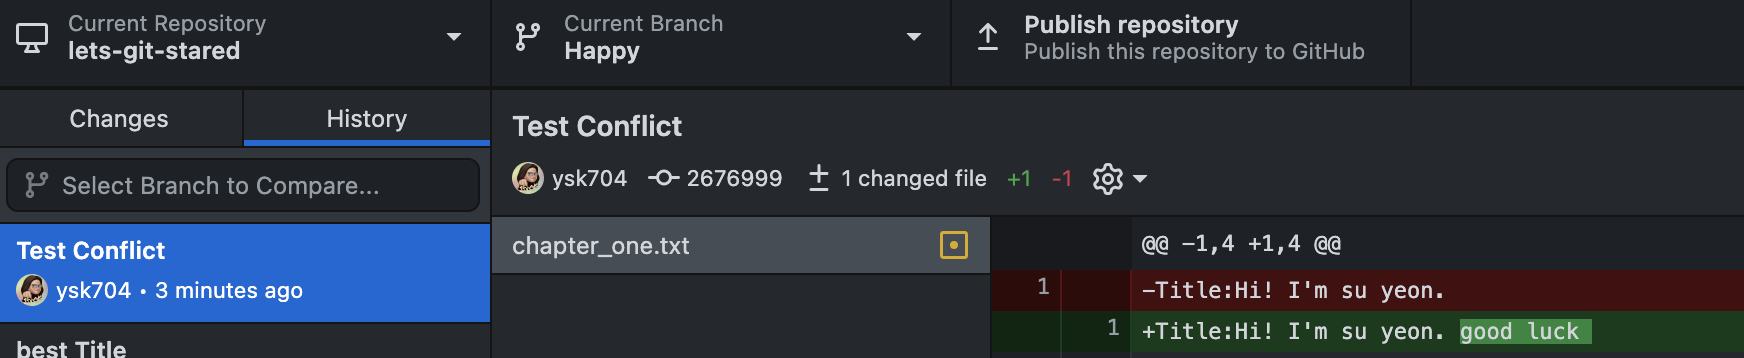 Current Repository
lets-git-stared
Current Branch
Happy
Publish repository
Publish this repository to GitHub
Changes
History
Select Branch to Compare...
Test Conflict
ysk704 • 3 minutes ago
best Title
Test Conflict
ysk704 2676999 1 changed file +1 -1
chapter_one.txt
@@ -1,4 +1,4 @@
1 -Title:Hi! I'm su yeon.
1 +Title:Hi! I'm su yeon. good luck